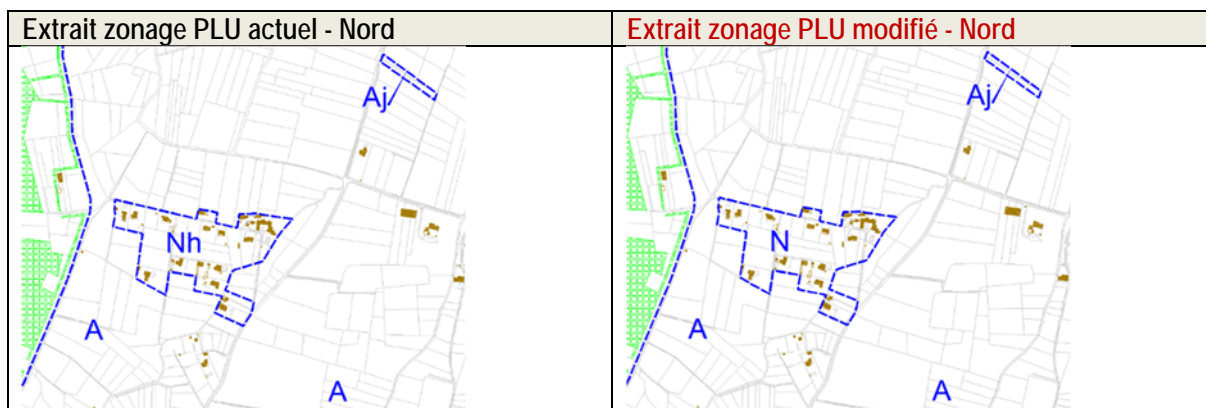 Extrait zonage PLU actuel - Nord
Extrait zonage PLU modifié - Nord
Aj
Nh
A
A
Aj
N
A
A